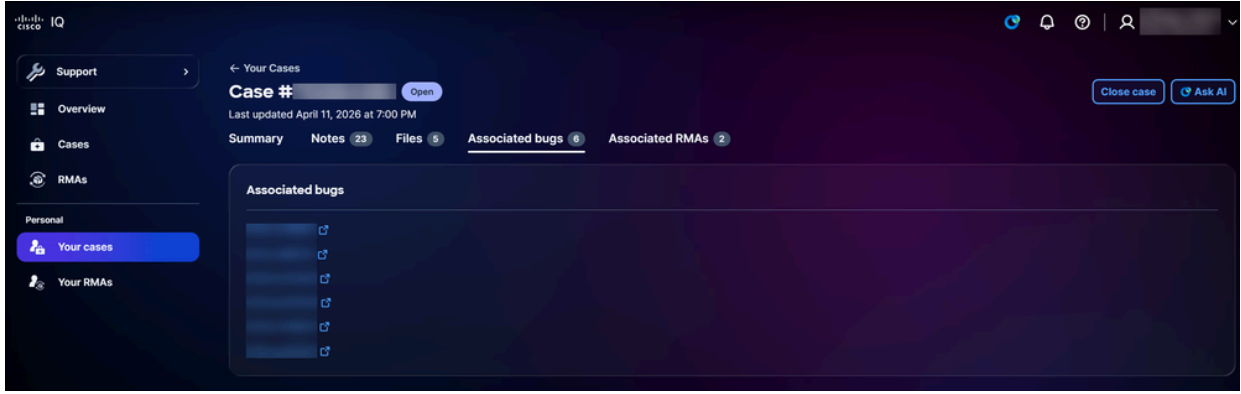 cisco IQ
Support
Overview
Cases
RMAs
Personal
Your cases
Your RMAs
← Your Cases
Case #
Open
Last updated April 11, 2026 at 7:00 PM
Close case
Ask AI
Summary Notes 23 Files 5 Associated bugs 6 Associated RMAs 2
Associated bugs